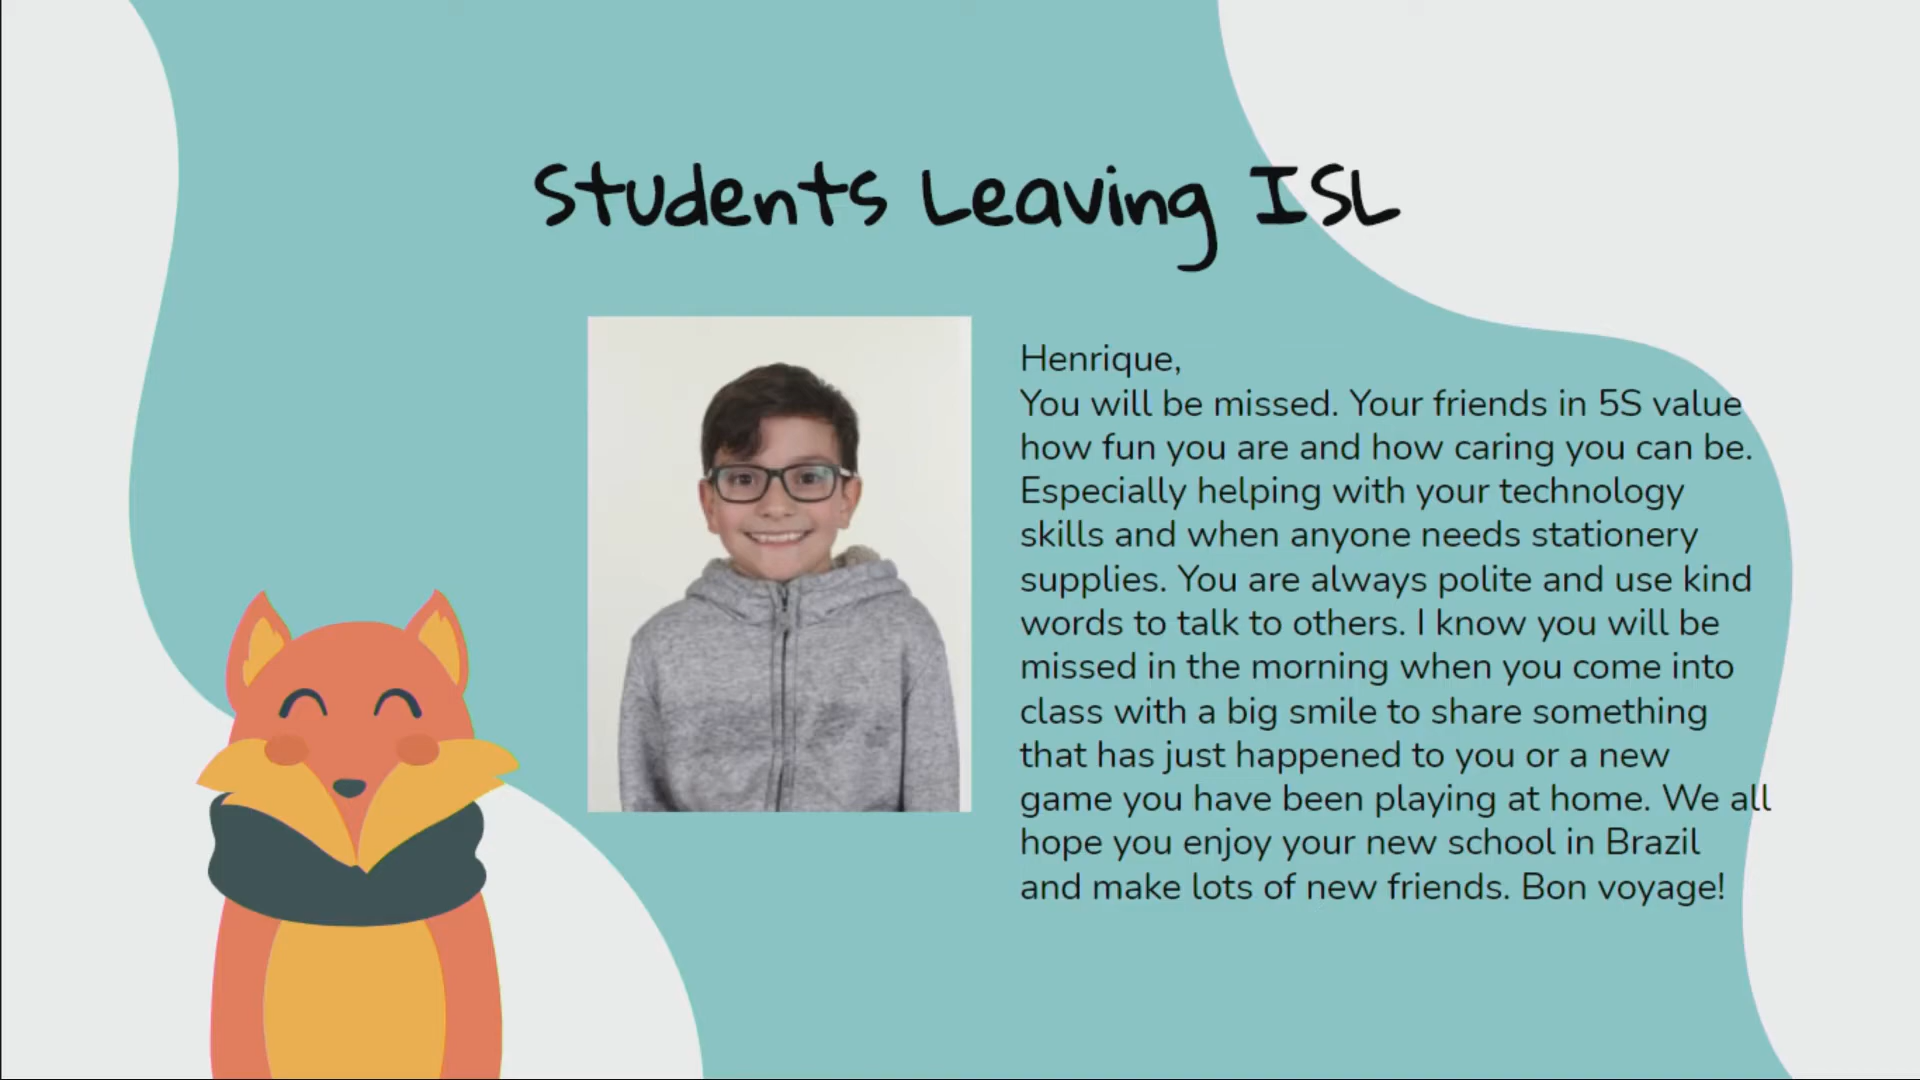 Students Leaving ISL
Henrique,
You will be missed. Your friends in 5S value
how fun you are and how caring you can be.
Especially helping with your technology
skills and when anyone needs stationery
supplies. You are always polite and use kind
words to talk to others. I know you will be
missed in the morning when you come into
class with a big smile to share something
that has just happened to you or a new
game you have been playing at home. We all
hope you enjoy your new school in Brazil
and make lots of new friends. Bon voyage!